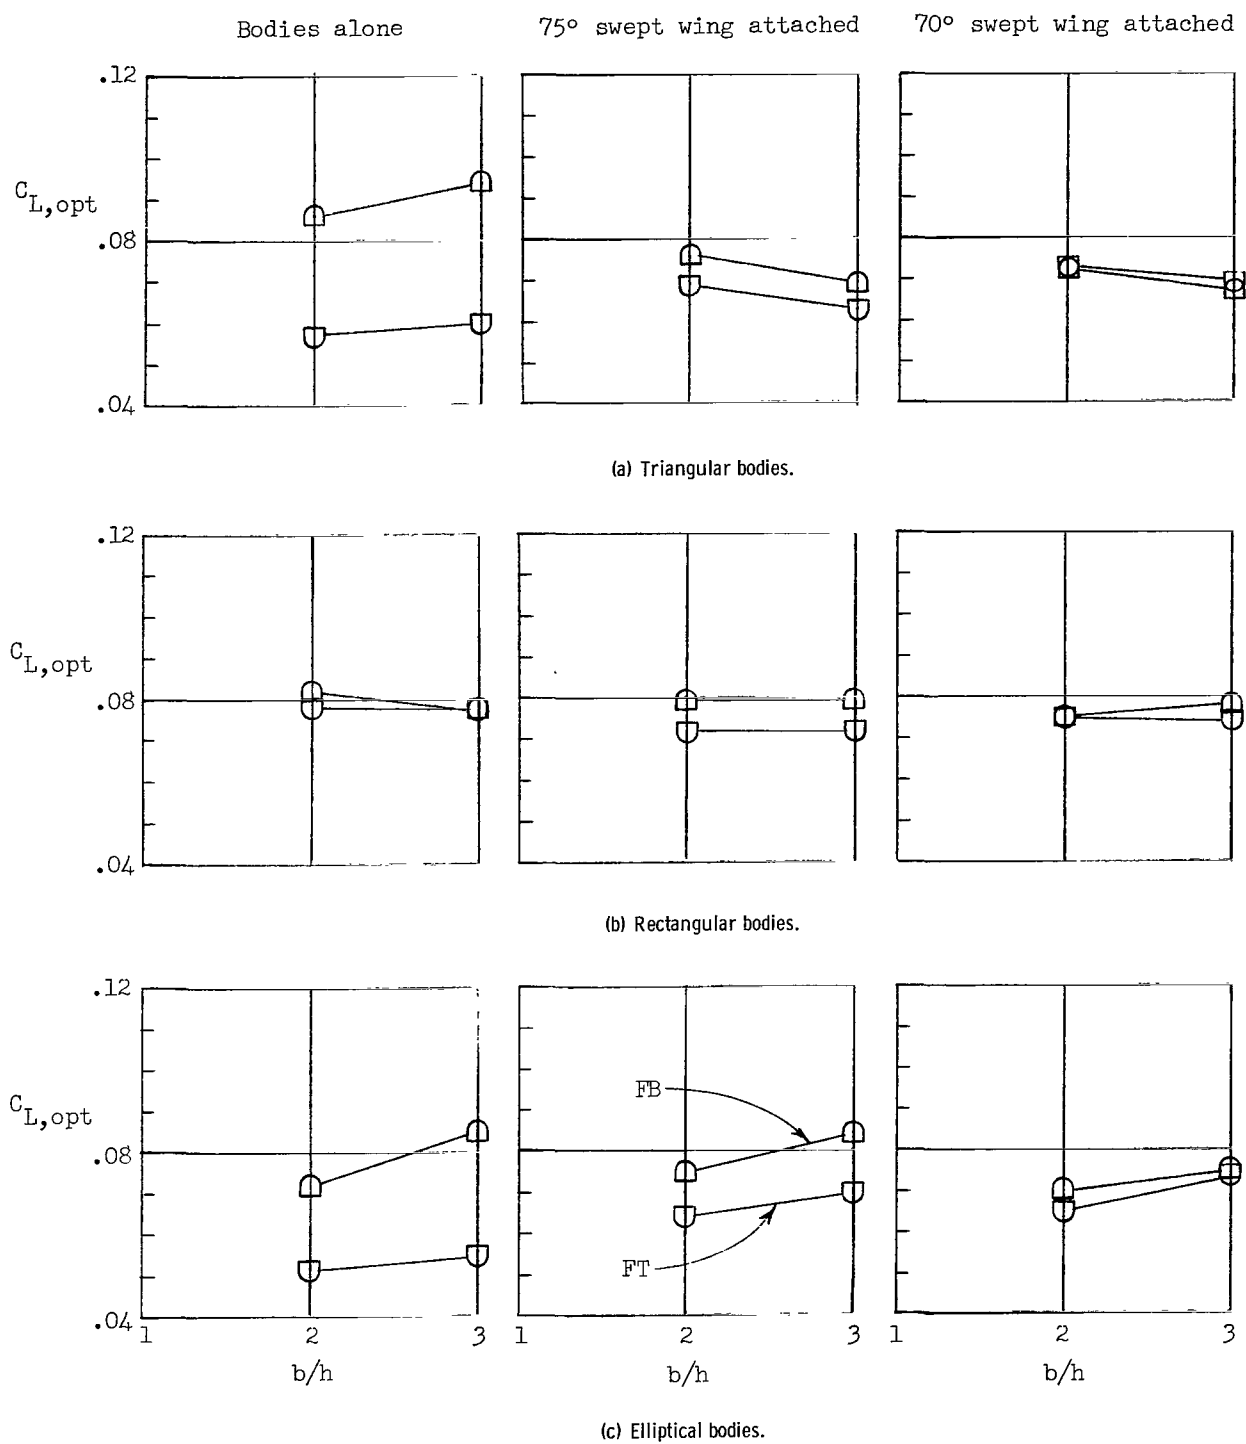 Bodies alone
75° swept wing attached
70° swept wing attached
.12
C_L,opt
.08
.04
(a) Triangular bodies.
.12
C_L,opt
.08
.04
(b) Rectangular bodies.
.12
C_L,opt
.08
.04
FB
FT
1 2 3
1 2 3
1 2 3
b/h
b/h
b/h
(c) Elliptical bodies.